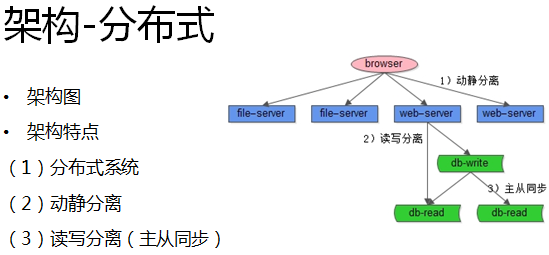 架构-分布式
• 架构图
• 架构特点
（1）分布式系统
（2）动静分离
（3）读写分离（主从同步）
browser
1）动静分离
file-server file-server web-server web-server
2）读写分离
db-write
3）主从同步
db-read db-read